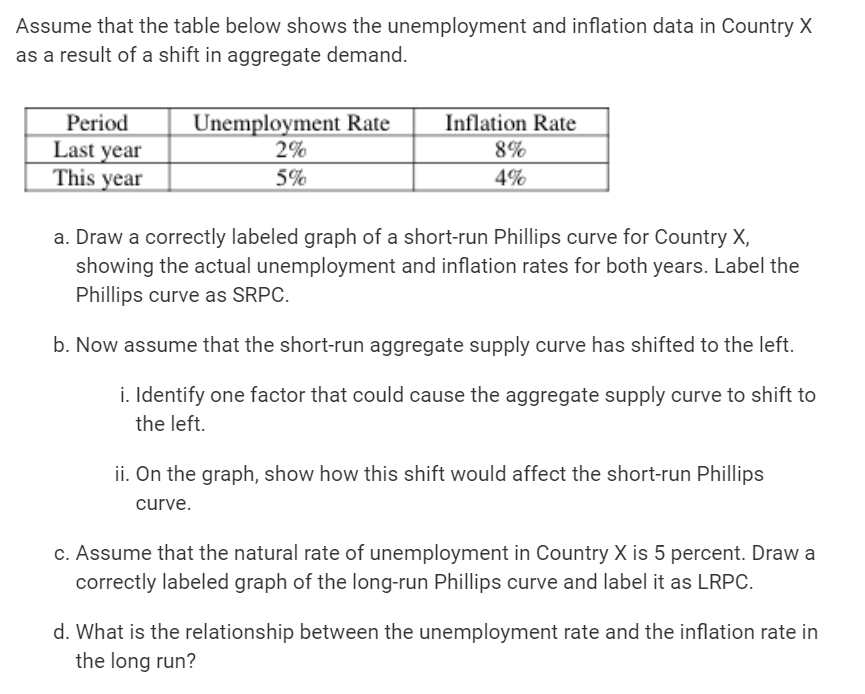 Assume that the table below shows the unemployment and inflation data in Country X
as a result of a shift in aggregate demand.
Period Unemployment Rate Inflation Rate
Last year 2% 8%
This year 5% 4%
a. Draw a correctly labeled graph of a short-run Phillips curve for Country X,
showing the actual unemployment and inflation rates for both years. Label the
Phillips curve as SRPC.
b. Now assume that the short-run aggregate supply curve has shifted to the left.
i. Identify one factor that could cause the aggregate supply curve to shift to
the left.
ii. On the graph, show how this shift would affect the short-run Phillips
curve.
c. Assume that the natural rate of unemployment in Country X is 5 percent. Draw a
correctly labeled graph of the long-run Phillips curve and label it as LRPC.
d. What is the relationship between the unemployment rate and the inflation rate in
the long run?